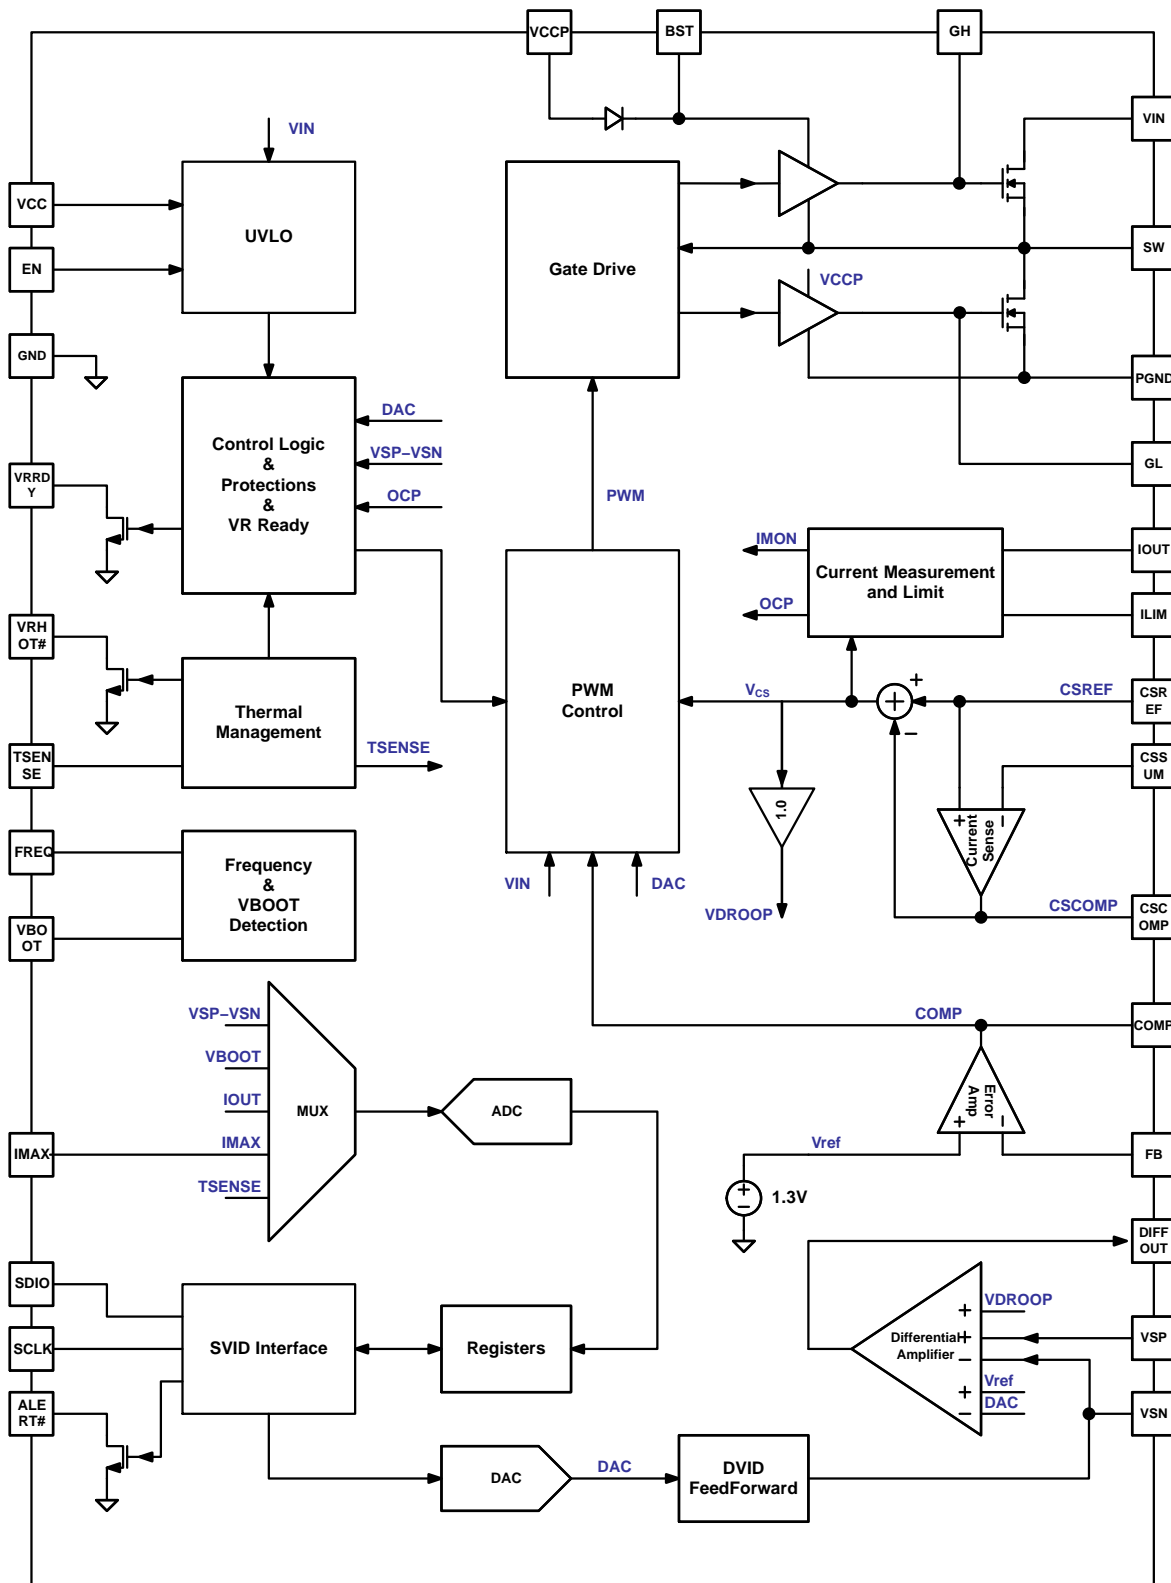 VCCP
BST
GH
VIN
VIN
VCC
UVLO
EN
Gate Drive
SW
VCCP
GND
PGND
DAC
Control Logic
&
Protections
&
VR Ready
VSP–VSN
OCP
VRRD
Y
GL
PWM
IMON
OCP
Current Measurement
and Limit
IOUT
ILIM
VRH
OT#
Thermal
Management
TSENSE
TSEN
SE
PWM
Control
VCS
+
+
–
CSREF
CSR
EF
CSS
UM
1.0
+
–
Current
Sense
FREQ
Frequency
&
VBOOT
Detection
VBO
OT
VIN
DAC
VDROOP
CSCOMP
CSC
OMP
VSP–VSN
VBOOT
IOUT
IMAX
TSENSE
MUX
ADC
IMAX
COMP
COMP
Error
Amp
+
–
Vref
FB
+
–
1.3V
DIFF
OUT
SDIO
SCLK
ALE
RT#
SVID Interface
Registers
+
VDROOP
Differential
Amplifier
+
–
+
Vref
–
DAC
VSP
VSN
DAC
DAC
DVID
FeedForward